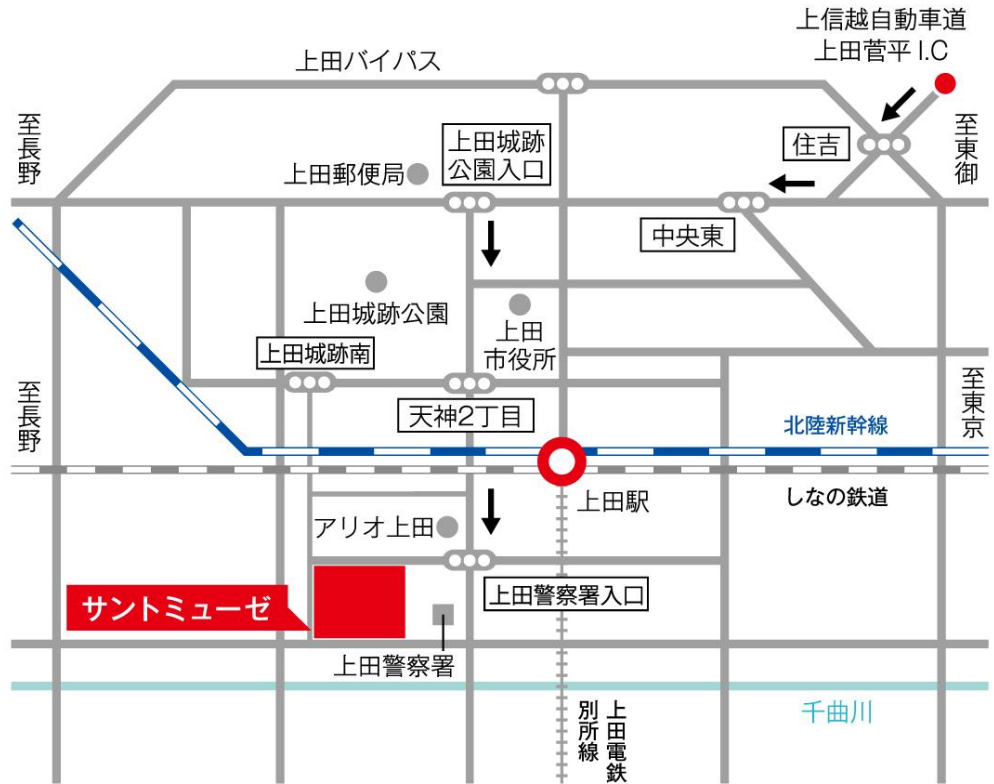 上信越自動車道
上田菅平 I.C
上田バイパス
至長野
上田城跡
公園入口
住吉
至東御
上田郵便局
中央東
上田城跡公園
上田
市役所
上田城跡南
至長野
天神2丁目
至東京
北陸新幹線
しなの鉄道
上田駅
アリオ上田
上田警察署入口
サントミューゼ
上田警察署
千曲川
上田電鉄
別所線